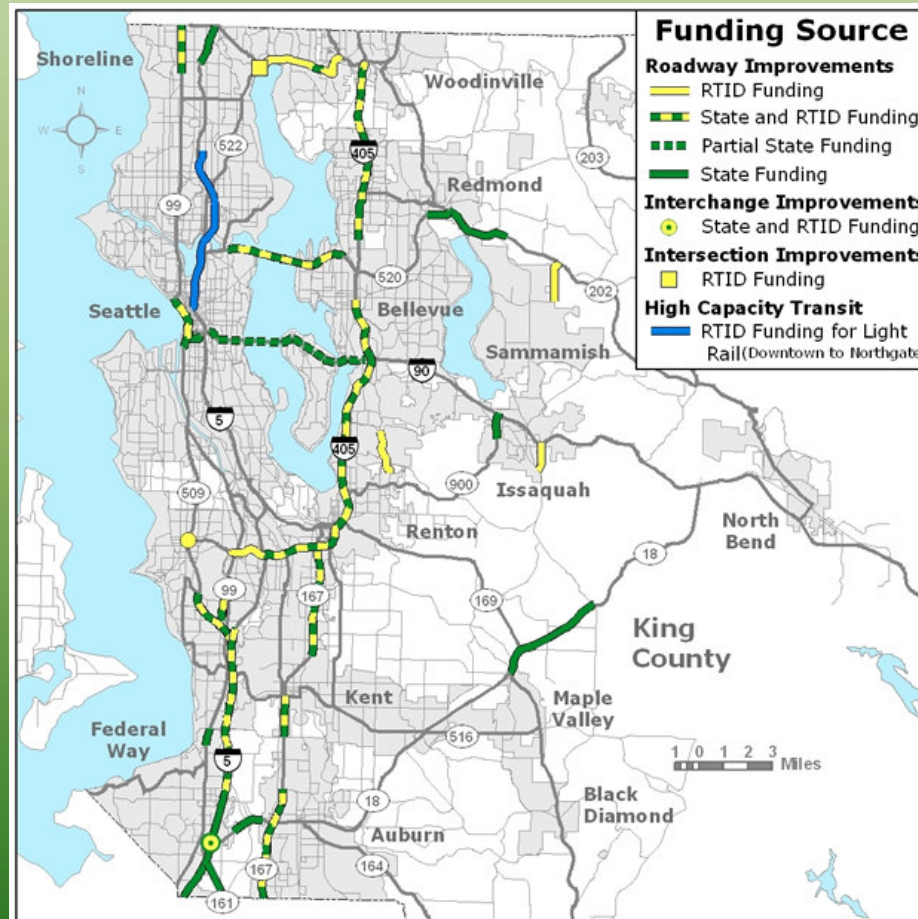 Funding Source
Roadway Improvements
RTID Funding
State and RTID Funding
Partial State Funding
State Funding
Interchange Improvements
State and RTID Funding
Intersection Improvements
RTID Funding
High Capacity Transit
RTID Funding for Light
Rail(Downtown to Northgate
Shoreline
Woodinville
N
W E
S
522
405
203
Redmond
99
520
202
Seattle
Bellevue
Sammamish
90
5
405
900
Issaquah
509
Renton
North
Bend
18
99
167
169
King
County
Kent
Maple
Valley
Federal
Way
516
5
1 0 1 2 3
Miles
18
Black
Diamond
Auburn
167
164
161